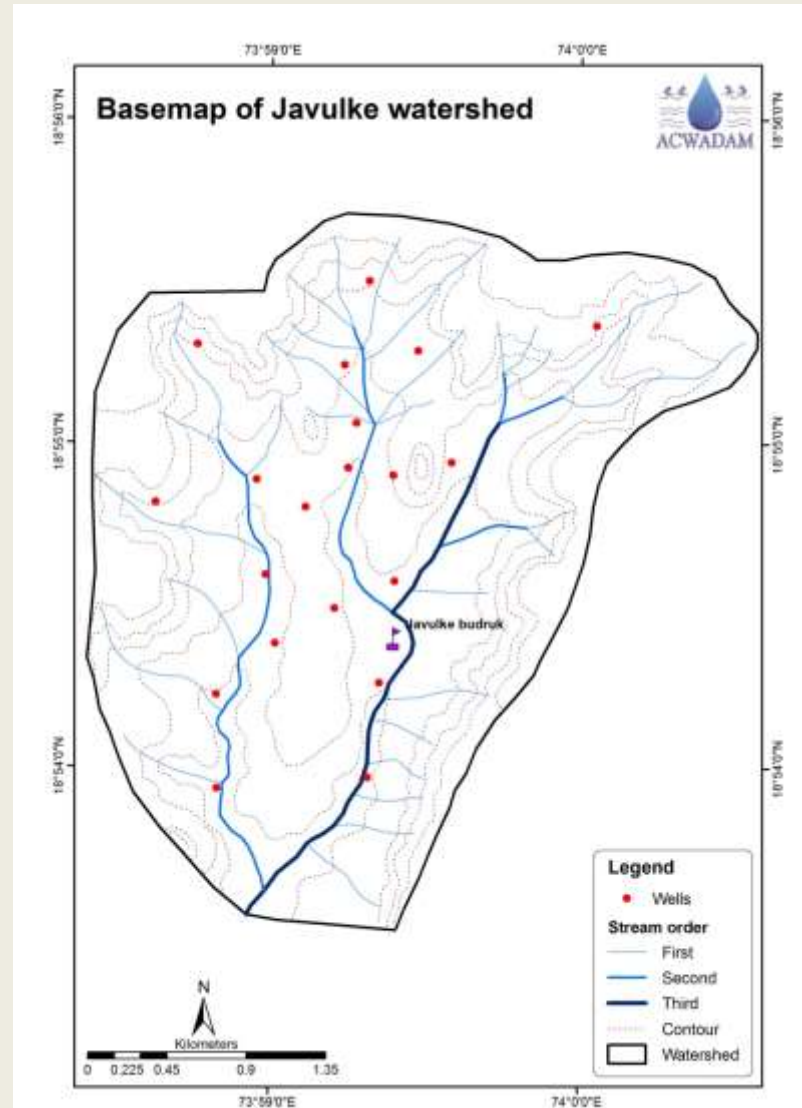 73°59'0"E
74°0'0"E
Basemap of Javulke watershed
ACWADAM
18°56'0"N
18°56'0"N
18°55'0"N
18°55'0"N
Javulke budruk
18°54'0"N
18°54'0"N
Legend
Wells
Stream order
First
Second
Third
Contour
Watershed
N
Kilometers
0 0.225 0.45 0.9 1.35
73°59'0"E
74°0'0"E